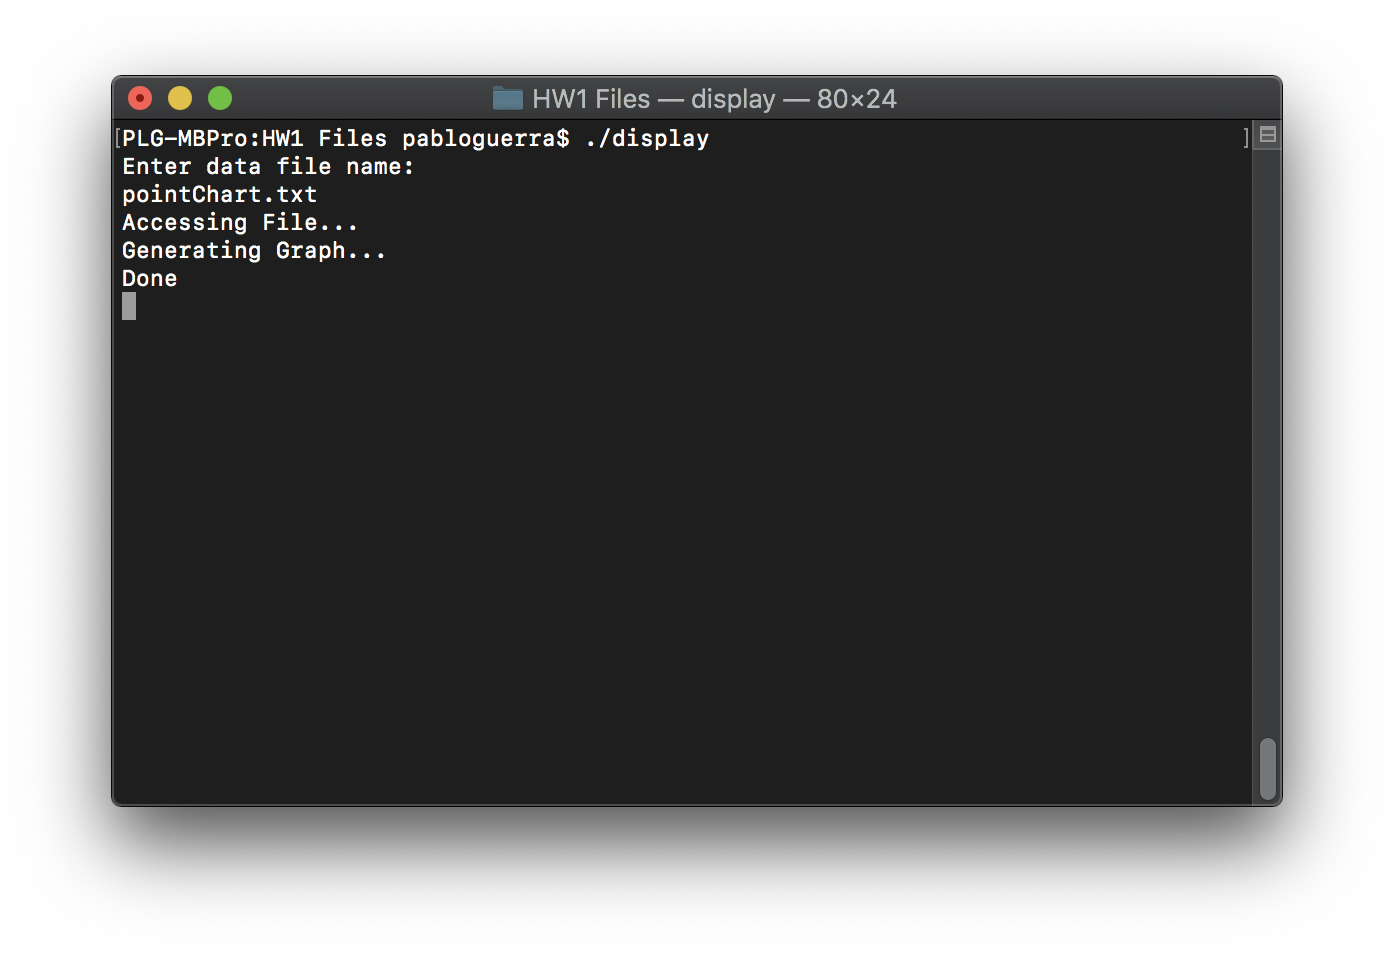 HW1 Files — display — 80×24
[PLG-MBPro:HW1 Files pabloguerra$ ./display ]
Enter data file name:
pointChart.txt
Accessing File...
Generating Graph...
Done